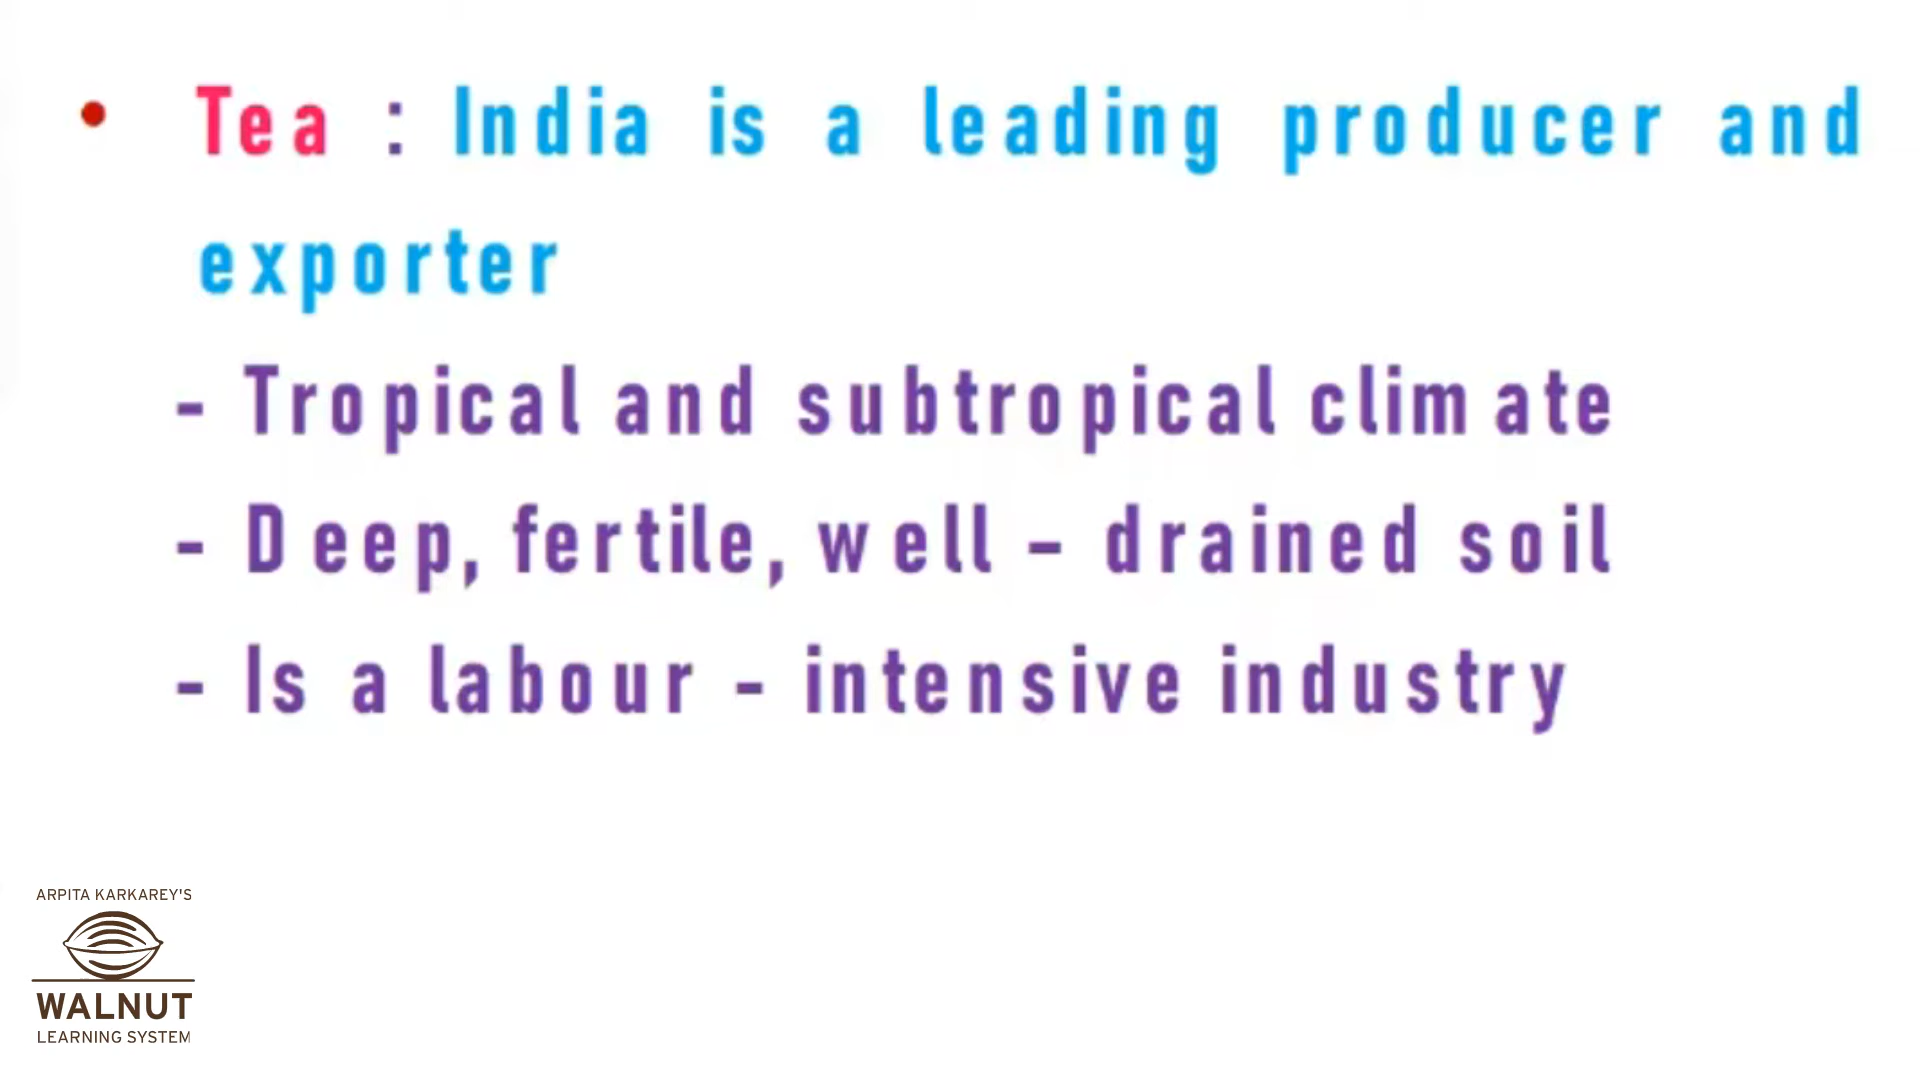 • Tea : India is a leading producer and
exporter
- Tropical and subtropical climate
- Deep, fertile, well – drained soil
- Is a labour - intensive industry
ARPITA KARKAREY'S
WALNUT
LEARNING SYSTEM